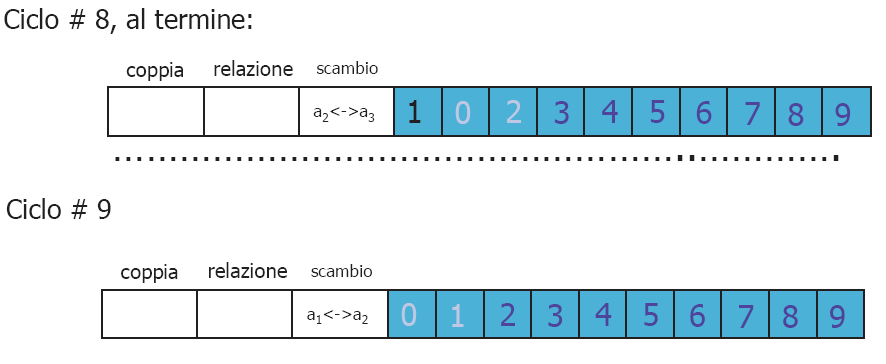 Ciclo # 8, al termine:
coppia relazione scambio
a2<->a3 1 0 2 3 4 5 6 7 8 9
Ciclo # 9
coppia relazione scambio
a1<->a2 0 1 2 3 4 5 6 7 8 9